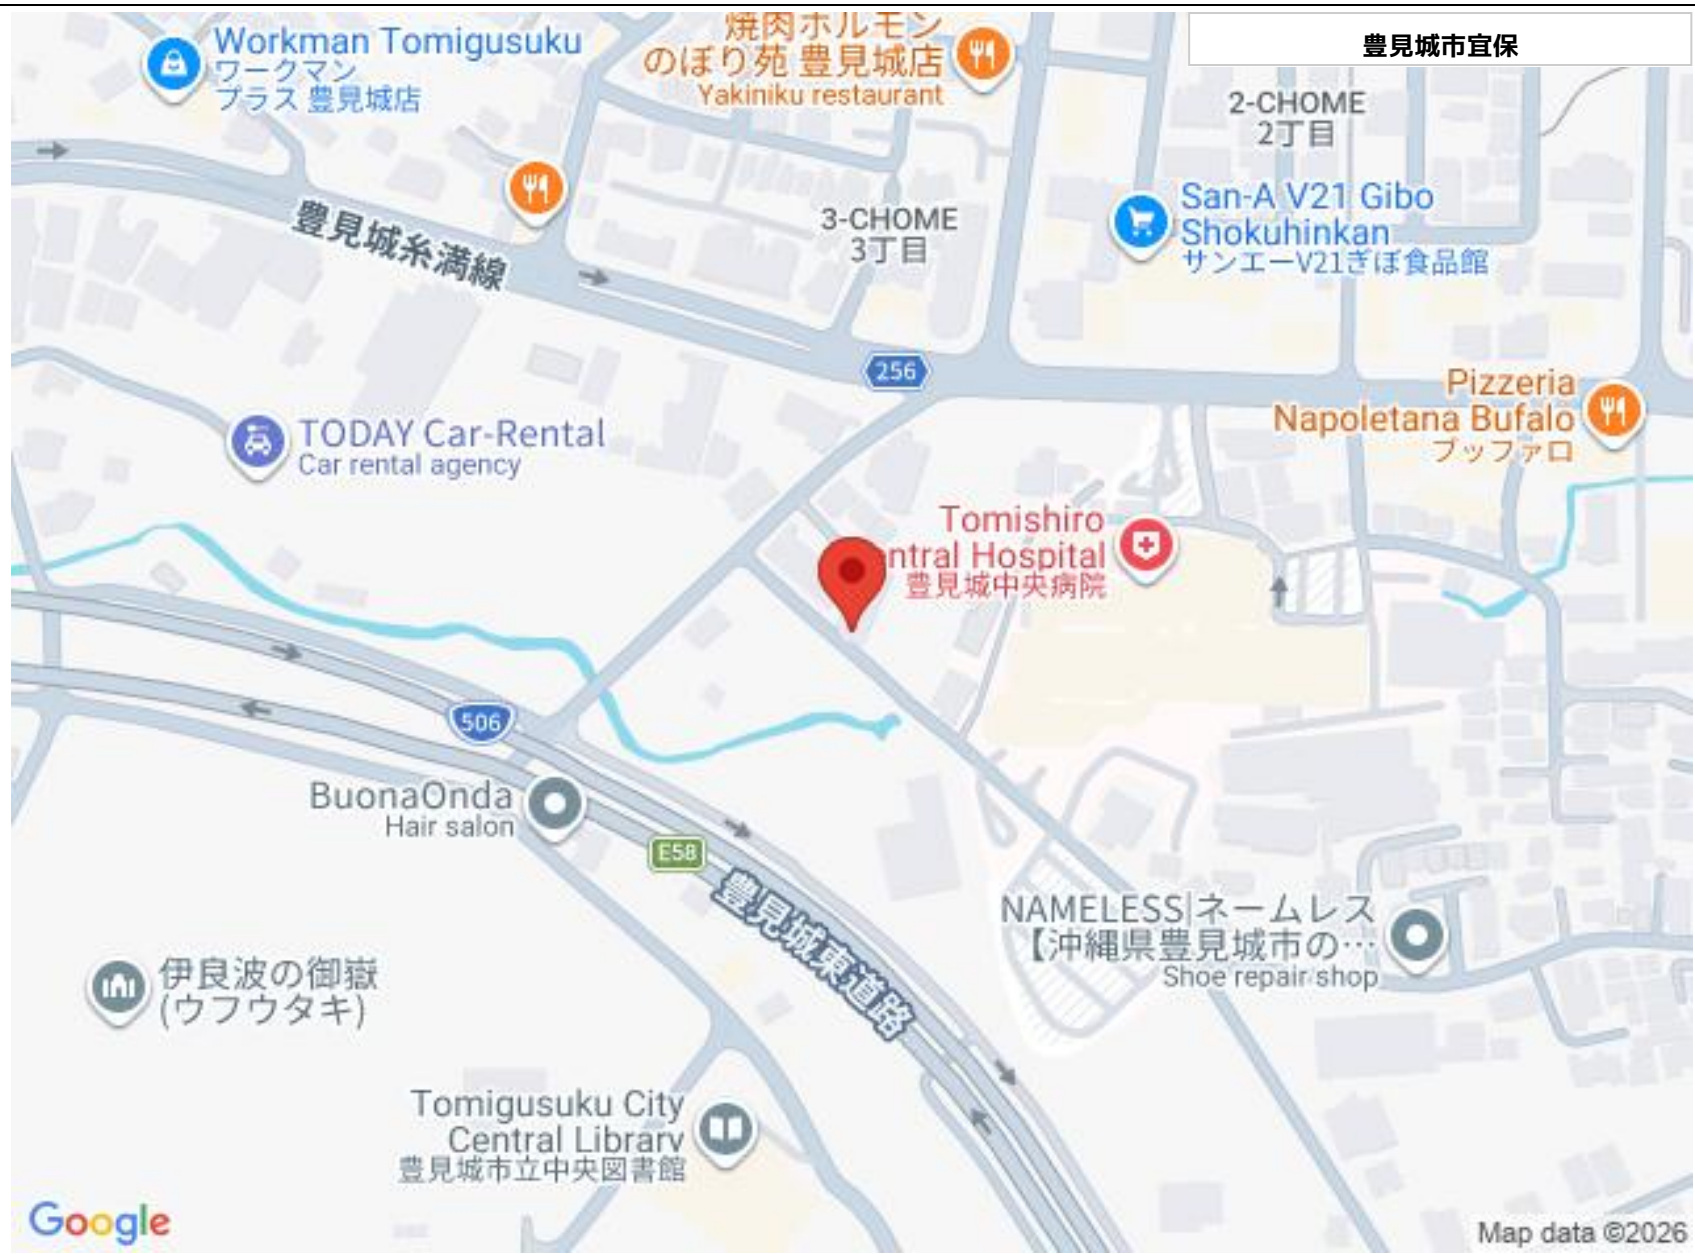 豊見城市宜保
Workman Tomigusuku
ワークマン
プラス 豊見城店
焼肉ホルモン
のぼり苑 豊見城店
Yakiniku restaurant
2-CHOME
2丁目
豊見城糸満線
3-CHOME
3丁目
San-A V21 Gibo
Shokuhinkan
サンエーV21ぎぼ食品館
256
Pizzeria
Napoletana Bufalo
ブッファロ
TODAY Car-Rental
Car rental agency
Tomishiro
ntral Hospital
豊見城中央病院
506
BuonaOnda
Hair salon
E58
豊見城東道路
NAMELESS|ネームレス
【沖縄県豊見城市の…
Shoe repair shop
伊良波の御嶽
(ウフウタキ)
Tomigusuku City
Central Library
豊見城市立中央図書館
Google
Map data ©2026